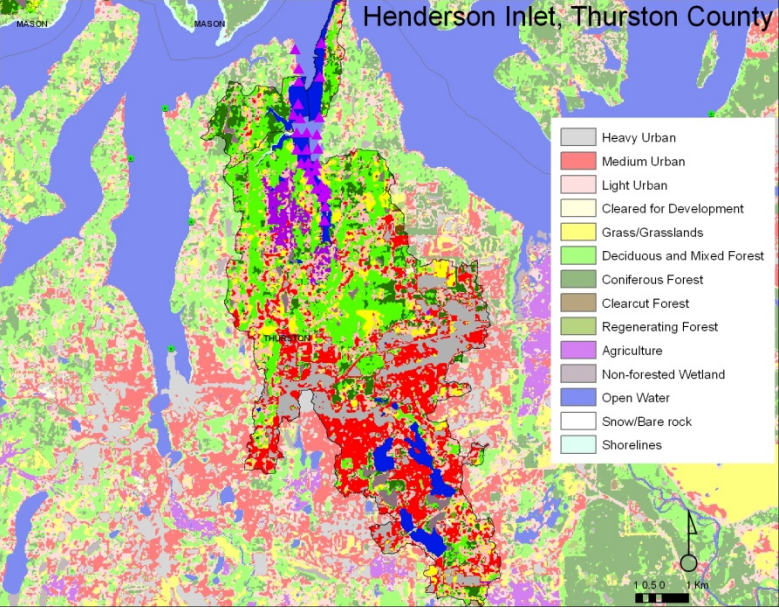 Henderson Inlet, Thurston County
MASON
MASON
Heavy Urban
Medium Urban
Light Urban
Cleared for Development
Grass/Grasslands
Deciduous and Mixed Forest
Coniferous Forest
Clearcut Forest
Regenerating Forest
Agriculture
Non-forested Wetland
Open Water
Snow/Bare rock
Shorelines
THURSTON
1 0.5 0 1 Km